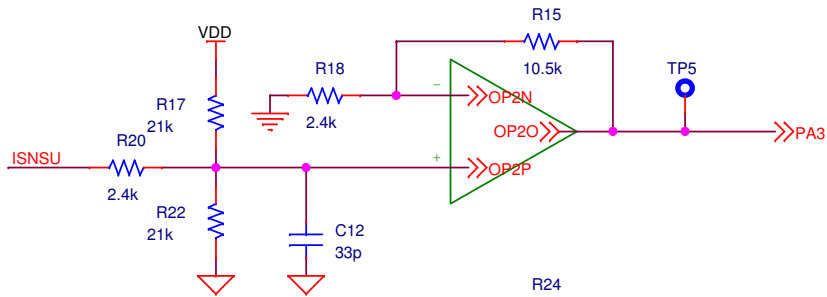 R15
VDD
10.5k
TP5
R18
R17
OP2N
21k
2.4k
OP2O
PA3
R20
ISNSU
OP2P
2.4k
R22
21k
C12
33p
R24